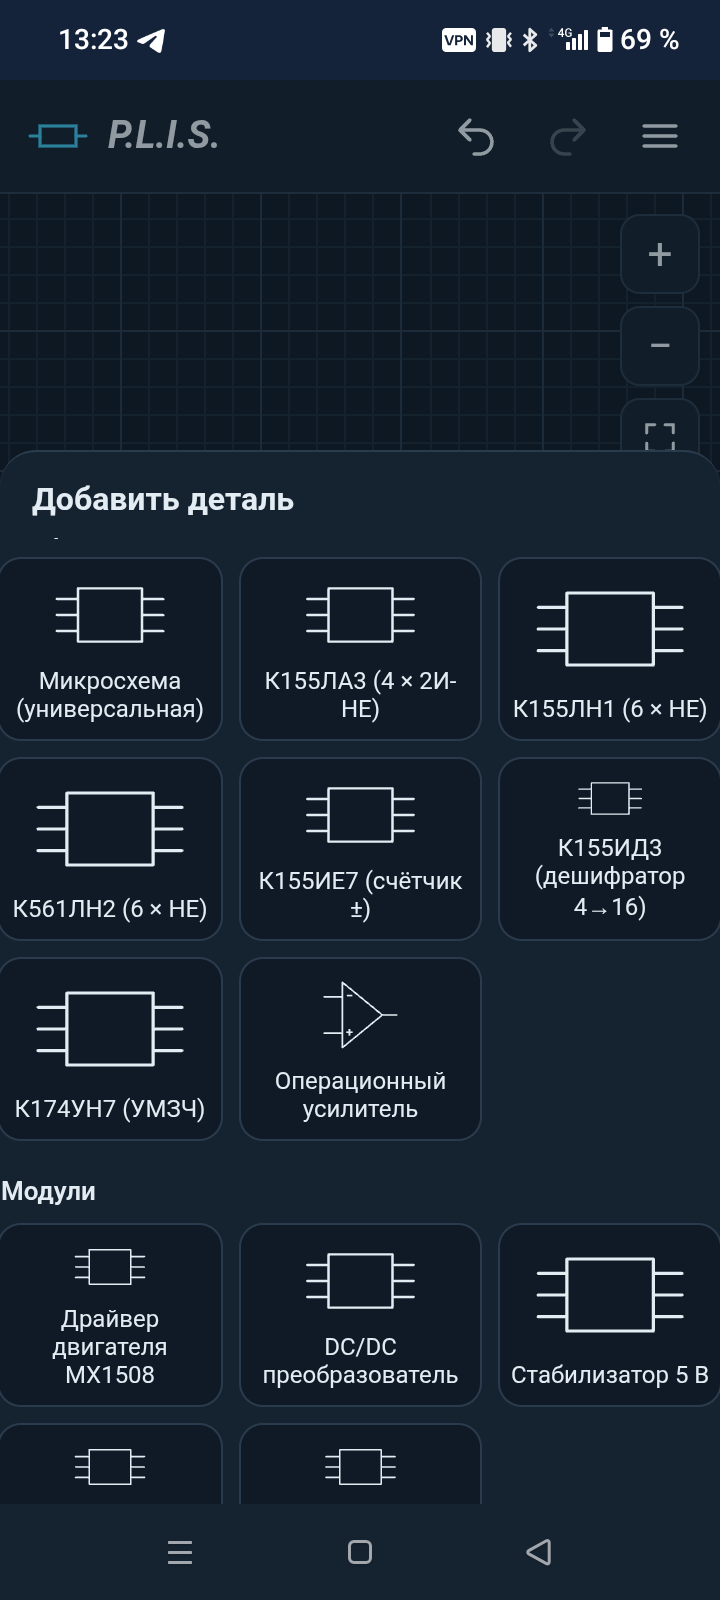 13:23
VPN
4G
69 %
P.L.I.S.
+
−
Добавить деталь
Микросхема
(универсальная)
К155ЛА3 (4 × 2И-
НЕ)
К155ЛН1 (6 × НЕ)
К561ЛН2 (6 × НЕ)
К155ИЕ7 (счётчик
±)
К155ИД3
(дешифратор
4→16)
К174УН7 (УМЗЧ)
Операционный
усилитель
Модули
Драйвер
двигателя
MX1508
DC/DC
преобразователь
Стабилизатор 5 В